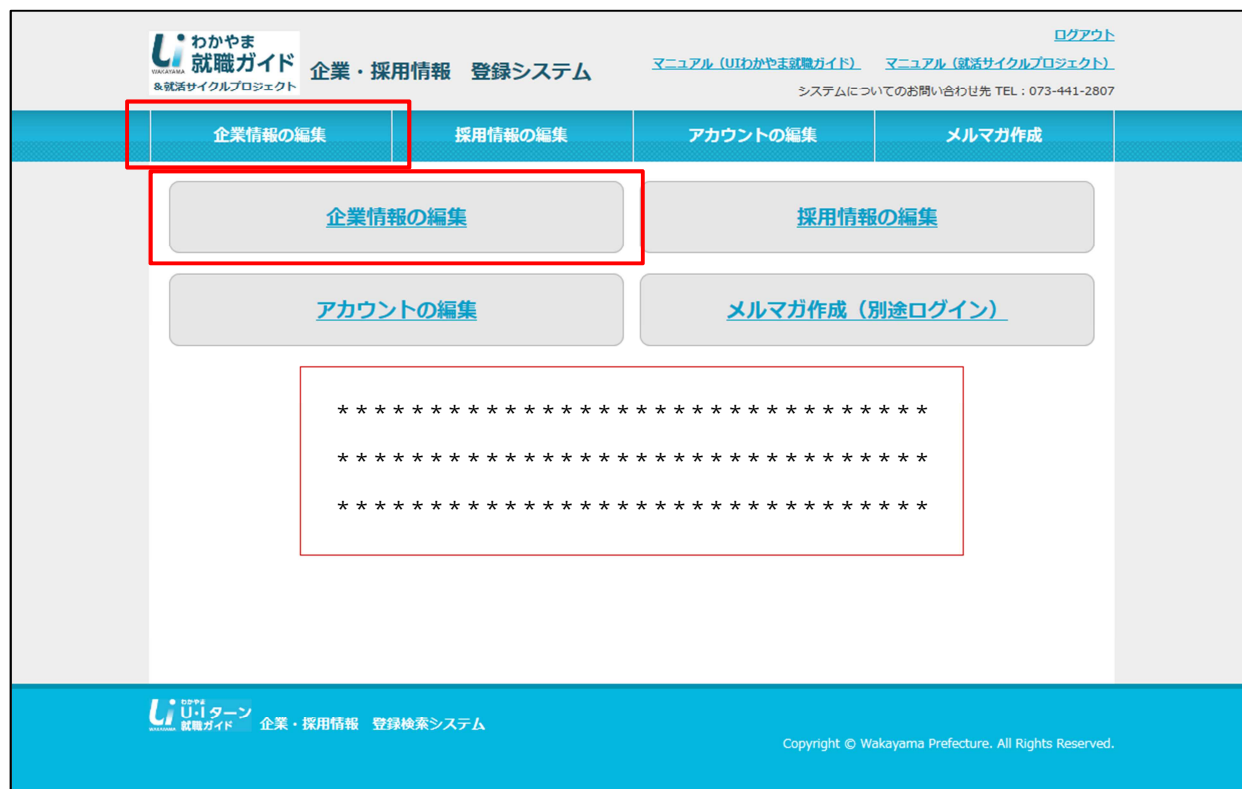 ログアウト
わかやま
就職ガイド
WAKAYAMA
&就活サイクルプロジェクト
企業・採用情報　登録システム
マニュアル（UIわかやま就職ガイド）　マニュアル（就活サイクルプロジェクト）
システムについてのお問い合わせ先 TEL：073-441-2807
企業情報の編集　採用情報の編集　アカウントの編集　メルマガ作成
企業情報の編集　採用情報の編集
アカウントの編集　メルマガ作成（別途ログイン）
＊＊＊＊＊＊＊＊＊＊＊＊＊＊＊＊＊＊＊＊＊＊＊＊＊＊＊＊＊＊＊＊
＊＊＊＊＊＊＊＊＊＊＊＊＊＊＊＊＊＊＊＊＊＊＊＊＊＊＊＊＊＊＊＊
＊＊＊＊＊＊＊＊＊＊＊＊＊＊＊＊＊＊＊＊＊＊＊＊＊＊＊＊＊＊＊＊
わかやま
U・Iターン
WAKAYAMA 就職ガイド
企業・採用情報　登録検索システム
Copyright © Wakayama Prefecture. All Rights Reserved.